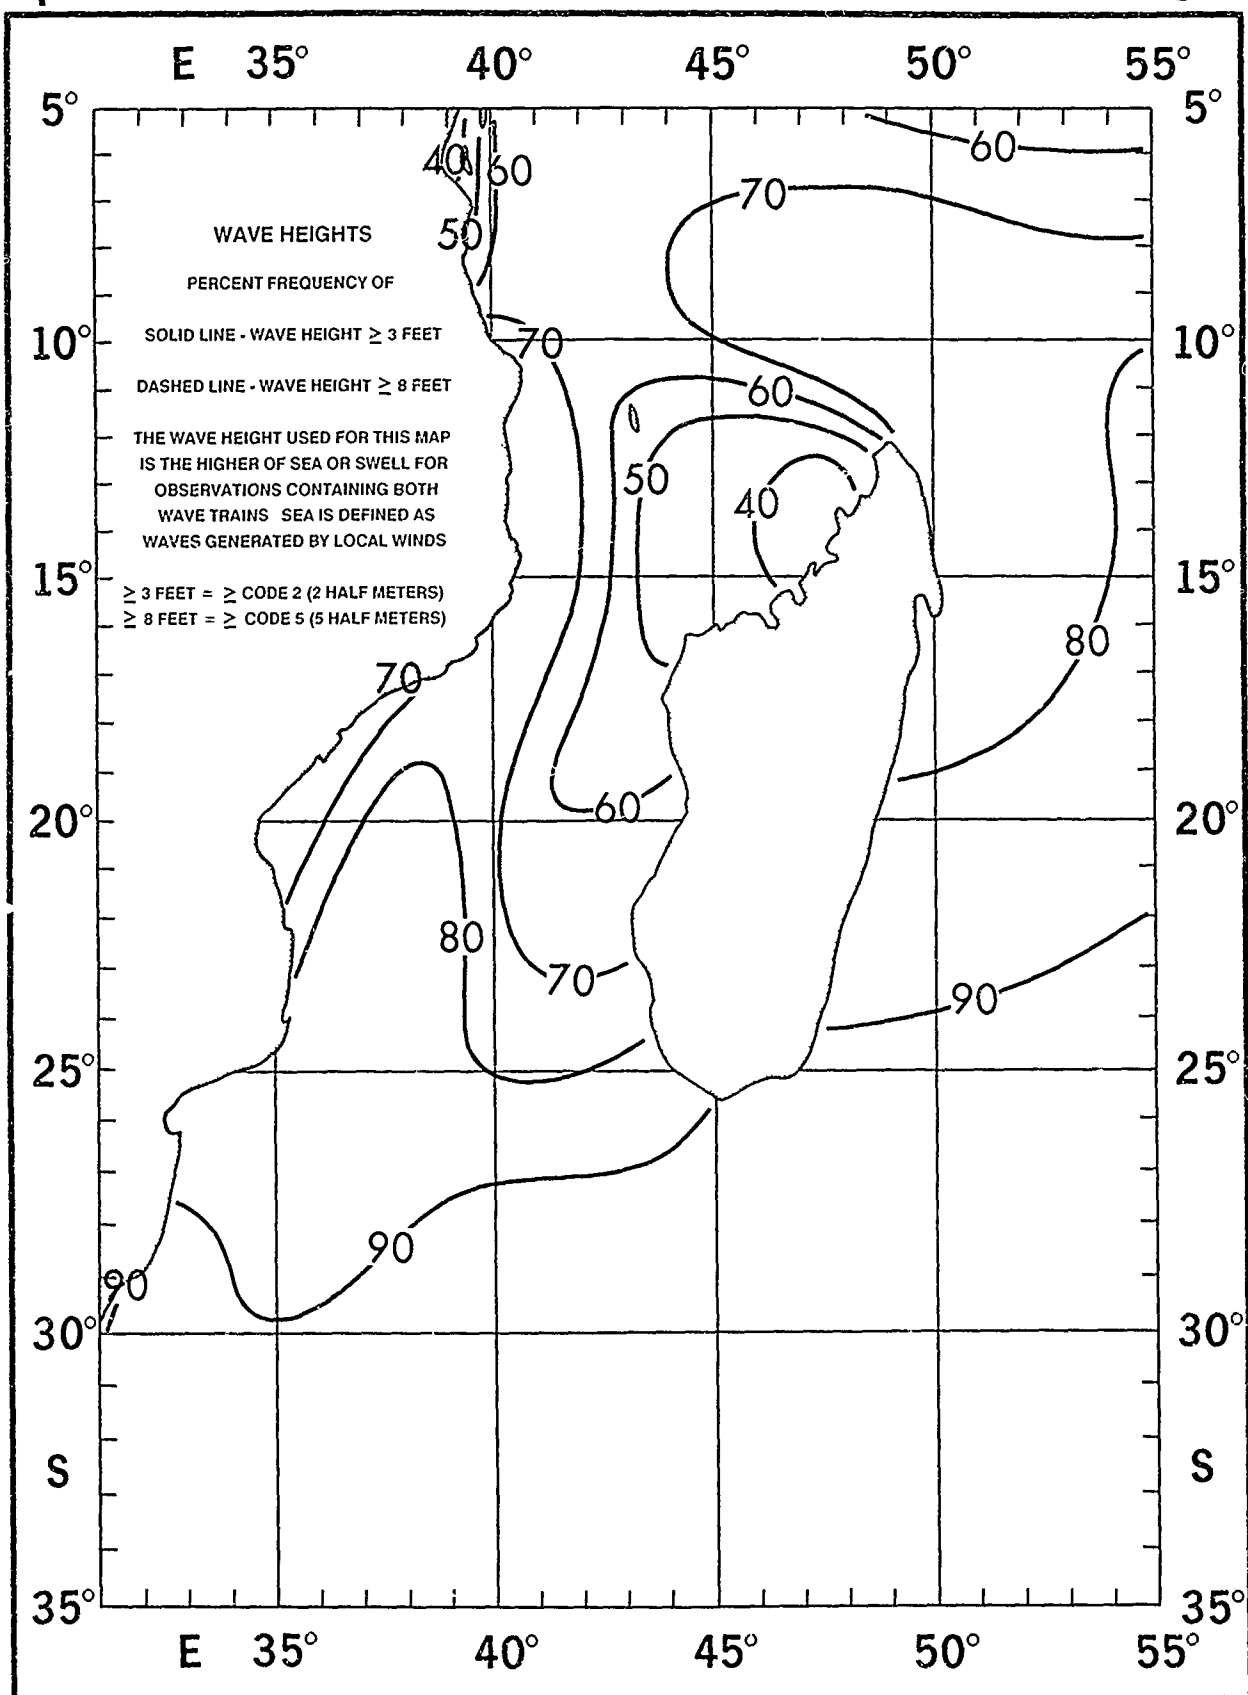 E 35° 40° 45° 50° 55°
5° 5°
60
40 60
70
50
WAVE HEIGHTS
PERCENT FREQUENCY OF
SOLID LINE - WAVE HEIGHT ≥ 3 FEET
10° 70 10°
DASHED LINE - WAVE HEIGHT ≥ 8 FEET
60
THE WAVE HEIGHT USED FOR THIS MAP
IS THE HIGHER OF SEA OR SWELL FOR
OBSERVATIONS CONTAINING BOTH
WAVE TRAINS SEA IS DEFINED AS
WAVES GENERATED BY LOCAL WINDS
50
40
15° 15°
≥ 3 FEET = ≥ CODE 2 (2 HALF METERS)
≥ 8 FEET = ≥ CODE 5 (5 HALF METERS)
80
70
60
20° 20°
80
70
90
25° 25°
90
90
30° 30°
S S
35° 35°
E 35° 40° 45° 50° 55°